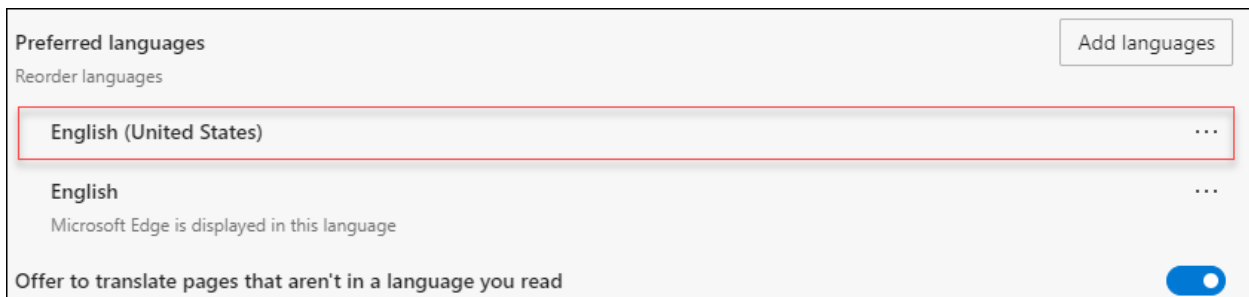 Preferred languages
Add languages
Reorder languages
English (United States)
English
Microsoft Edge is displayed in this language
Offer to translate pages that aren't in a language you read